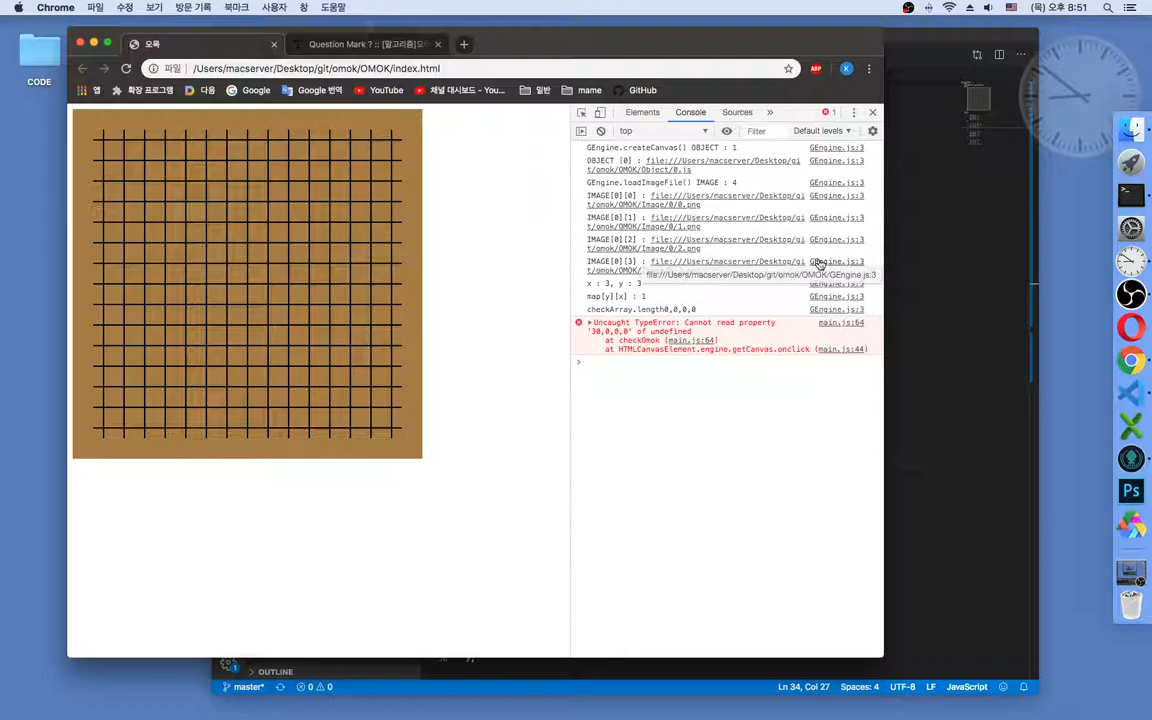 Chrome 파일 수정 보기 방문 기록 북마크 사용자 창 도움말 (목) 오후 8:51
오목 Question Mark ? :: [알고리즘]오
파일 /Users/macserver/Desktop/git/omok/OMOK/index.html ABP K
앱 확장 프로그램 다음 Google Google 번역 YouTube 채널 대시보드 - You... 일반 mame GitHub
CODE
Elements Console Sources » 1
top Filter Default levels
GEngine.createCanvas() OBJECT : 1 GEngine.js:3
OBJECT [0] : file:///Users/macserver/Desktop/gi GEngine.js:3
t/omok/OMOK/Object/0.js
GEngine.loadImageFile() IMAGE : 4 GEngine.js:3
IMAGE[0][0] : file:///Users/macserver/Desktop/gi GEngine.js:3
t/omok/OMOK/Image/0/0.png
IMAGE[0][1] : file:///Users/macserver/Desktop/gi GEngine.js:3
t/omok/OMOK/Image/0/1.png
IMAGE[0][2] : file:///Users/macserver/Desktop/gi GEngine.js:3
t/omok/OMOK/Image/0/2.png
IMAGE[0][3] : file:///Users/macserver/Desktop/gi GEngine.js:3
t/omok/OMOK/
file:///Users/macserver/Desktop/git/omok/OMOK/GEngine.js:3
x : 3, y : 3 GEngine.js:3
map[y][x] : 1 GEngine.js:3
checkArray.length0,0,0,0 GEngine.js:3
Uncaught TypeError: Cannot read property main.js:64
'30,0,0,0' of undefined
at checkOmok (main.js:64)
at HTMLCanvasElement.engine.getCanvas.onclick (main.js:44)
Ps
OUTLINE
1
master* 0 0 Ln 34, Col 27 Spaces: 4 UTF-8 LF JavaScript